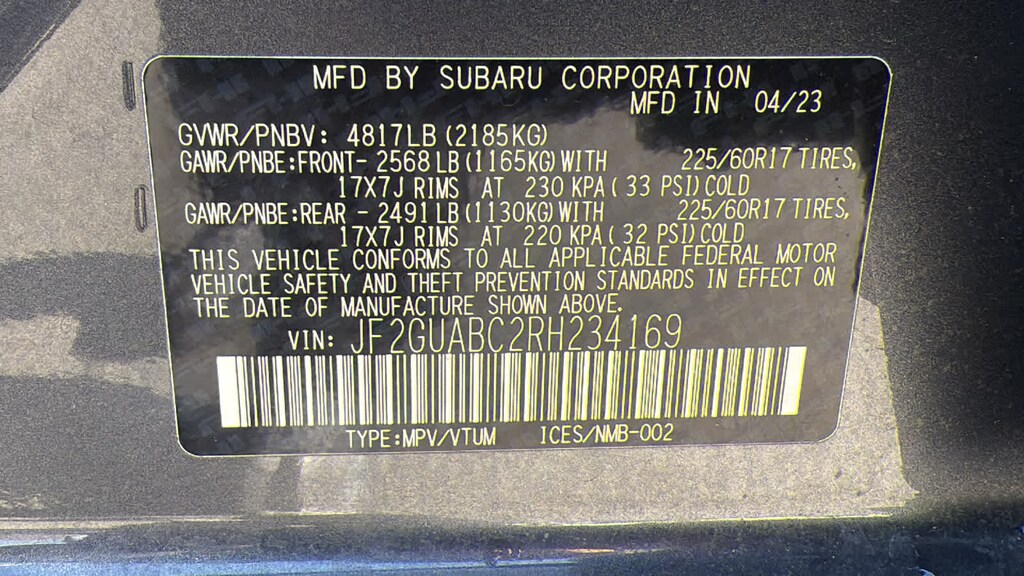 MFD BY SUBARU CORPORATION
MFD IN 04/23
GVWR/PNBV: 4817LB (2185KG)
GAWR/PNBE:FRONT- 2568 LB (1165KG) WITH 225/60R17 TIRES,
17X7J RIMS AT 230 KPA ( 33 PSI) COLD
GAWR/PNBE:REAR - 2491 LB (1130KG) WITH 225/60R17 TIRES,
17X7J RIMS AT 220 KPA ( 32 PSI) COLD
THIS VEHICLE CONFORMS TO ALL APPLICABLE FEDERAL MOTOR
VEHICLE SAFETY AND THEFT PREVENTION STANDARDS IN EFFECT ON
THE DATE OF MANUFACTURE SHOWN ABOVE.
VIN: JF2GUABC2RH234169
TYPE:MPV/VTUM ICES/NMB-002